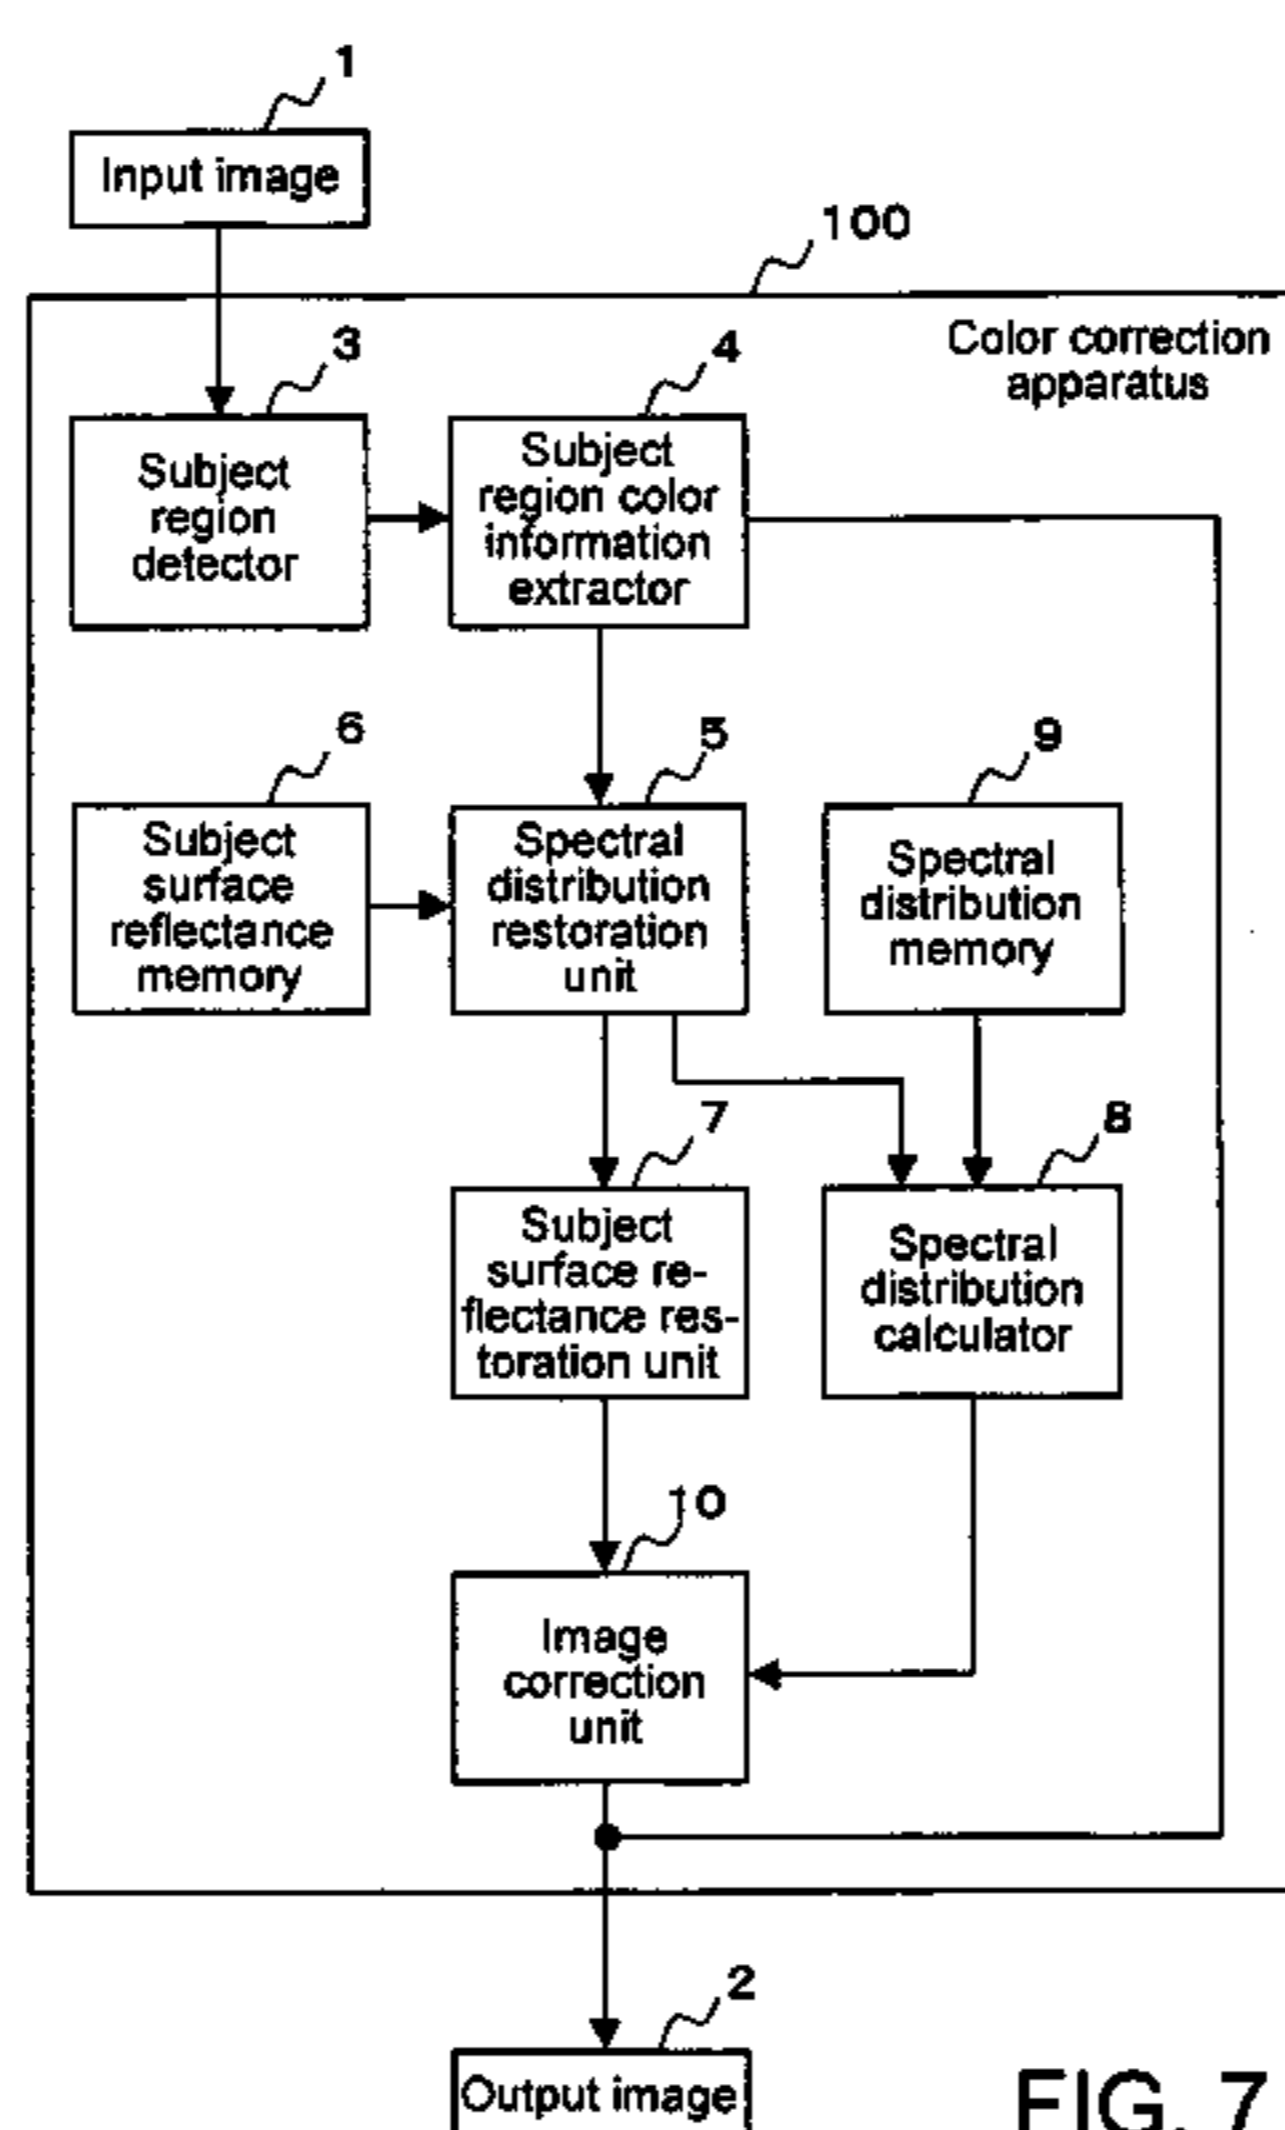 1
Input image
100
Color correction
apparatus
3
4
Subject
region
detector
Subject
region color
information
extractor
6
5
9
Subject
surface
reflectance
memory
Spectral
distribution
restoration
unit
Spectral
distribution
memory
7
8
Subject
surface re-
flectance res-
toration unit
Spectral
distribution
calculator
10
Image
correction
unit
2
Output image
FIG. 7